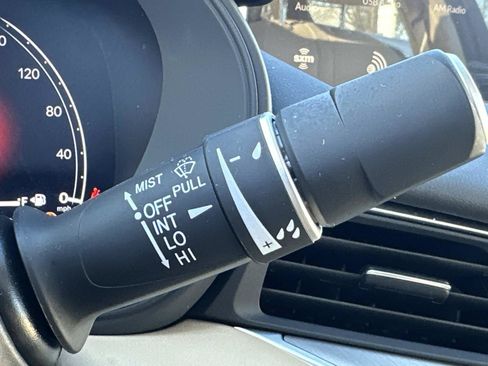 Audio
USB
AM Radio
sxm
120
80
40
0
mph
F
MIST
PULL
OFF
INT
LO
HI
−
+